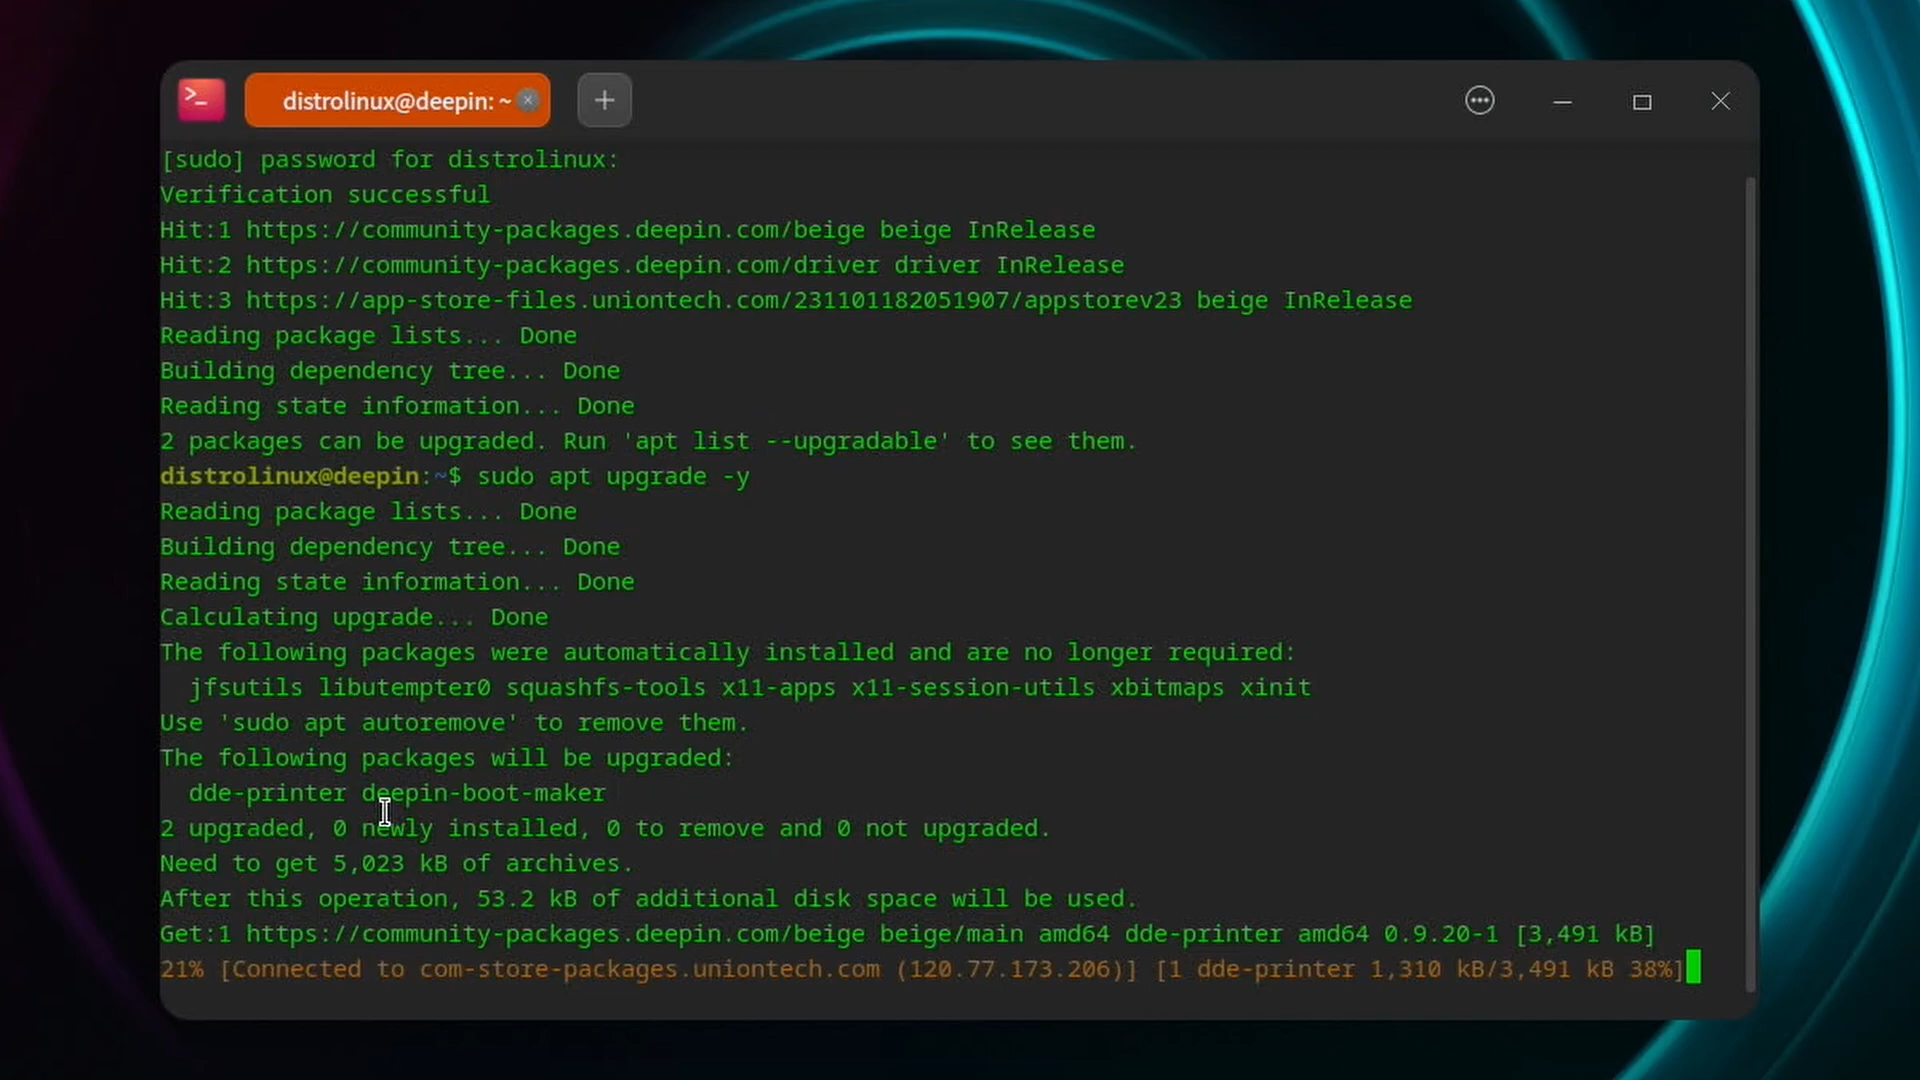 distrolinux@deepin: ~
[sudo] password for distrolinux:
Verification successful
Hit:1 https://community-packages.deepin.com/beige beige InRelease
Hit:2 https://community-packages.deepin.com/driver driver InRelease
Hit:3 https://app-store-files.uniontech.com/231101182051907/appstorev23 beige InRelease
Reading package lists... Done
Building dependency tree... Done
Reading state information... Done
2 packages can be upgraded. Run 'apt list --upgradable' to see them.
distrolinux@deepin:~$ sudo apt upgrade -y
Reading package lists... Done
Building dependency tree... Done
Reading state information... Done
Calculating upgrade... Done
The following packages were automatically installed and are no longer required:
  jfsutils libutempter0 squashfs-tools x11-apps x11-session-utils xbitmaps xinit
Use 'sudo apt autoremove' to remove them.
The following packages will be upgraded:
  dde-printer deepin-boot-maker
2 upgraded, 0 newly installed, 0 to remove and 0 not upgraded.
Need to get 5,023 kB of archives.
After this operation, 53.2 kB of additional disk space will be used.
Get:1 https://community-packages.deepin.com/beige beige/main amd64 dde-printer amd64 0.9.20-1 [3,491 kB]
21% [Connected to com-store-packages.uniontech.com (120.77.173.206)] [1 dde-printer 1,310 kB/3,491 kB 38%]